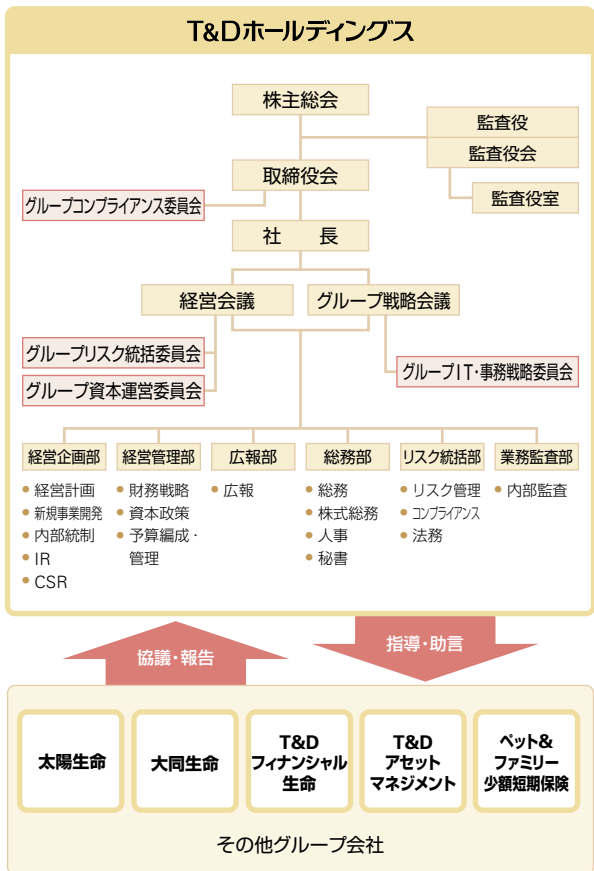 T&Dホールディングス
株主総会
監査役
監査役会
監査役室
取締役会
グループコンプライアンス委員会
社　長
経営会議
グループ戦略会議
グループリスク統括委員会
グループ資本運営委員会
グループIT・事務戦略委員会
経営企画部
• 経営計画
• 新規事業開発
• 内部統制
• IR
• CSR
経営管理部
• 財務戦略
• 資本政策
• 予算編成・
管理
広報部
• 広報
総務部
• 総務
• 株式総務
• 人事
• 秘書
リスク統括部
• リスク管理
• コンプライアンス
• 法務
業務監査部
• 内部監査
協議・報告
指導・助言
太陽生命
大同生命
T&D
フィナンシャル
生命
T&D
アセット
マネジメント
ペット&
ファミリー
少額短期保険
その他グループ会社